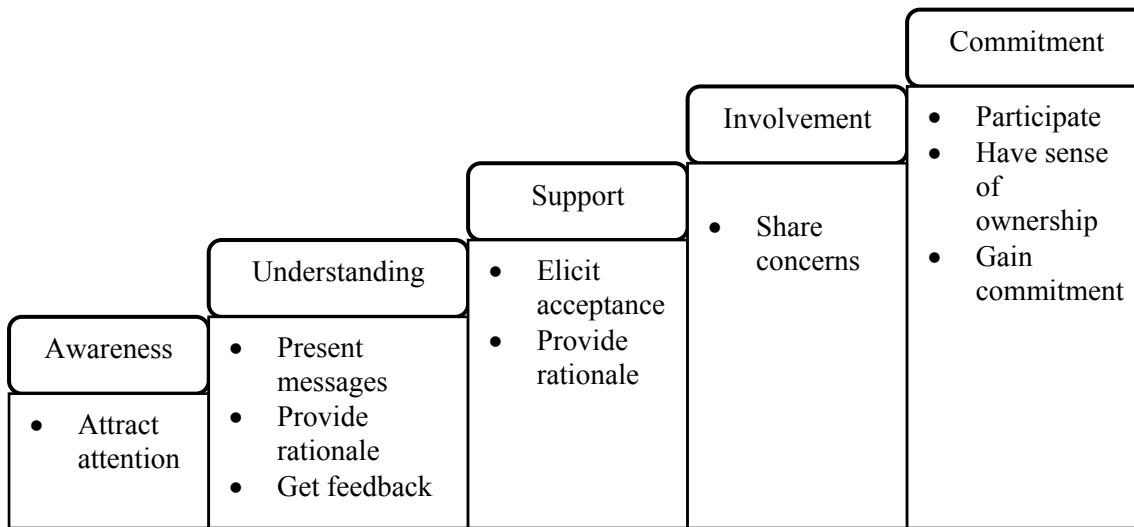 Awareness
• Attract
attention
Understanding
• Present
messages
• Provide
rationale
• Get feedback
Support
• Elicit
acceptance
• Provide
rationale
Involvement
• Share
concerns
Commitment
• Participate
• Have sense
of
ownership
• Gain
commitment